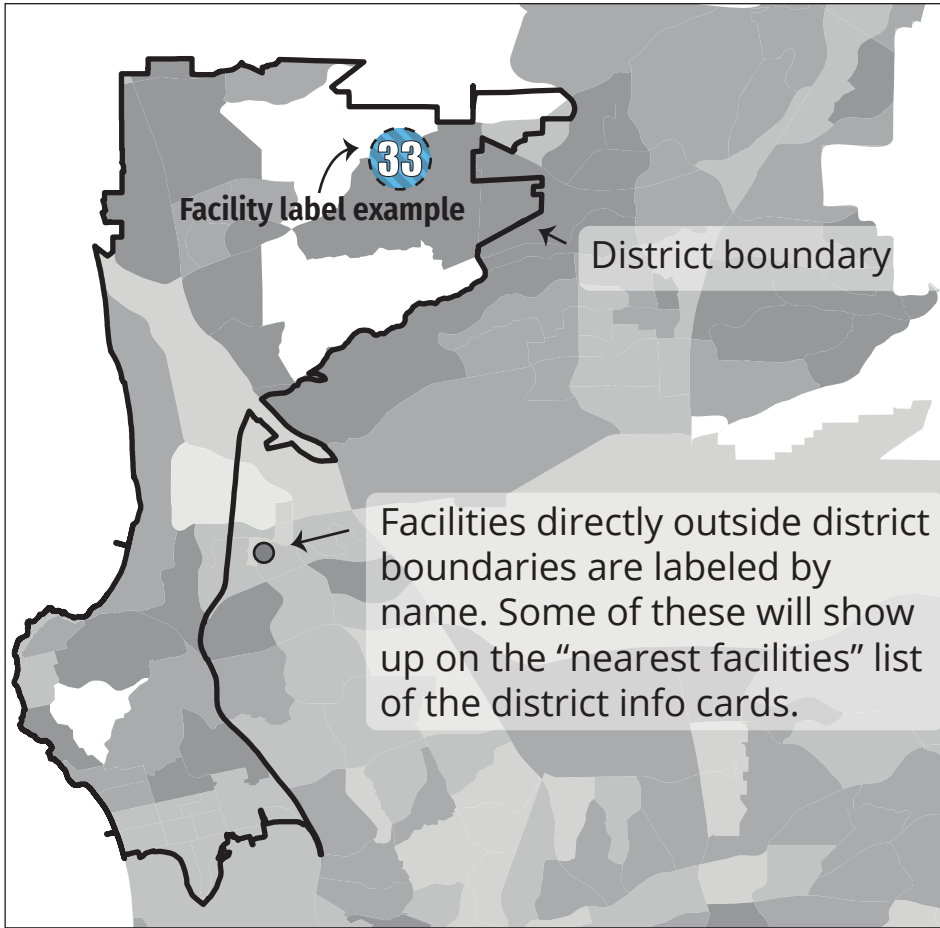 33
Facility label example
District boundary
Facilities directly outside district
boundaries are labeled by
name. Some of these will show
up on the “nearest facilities” list
of the district info cards.